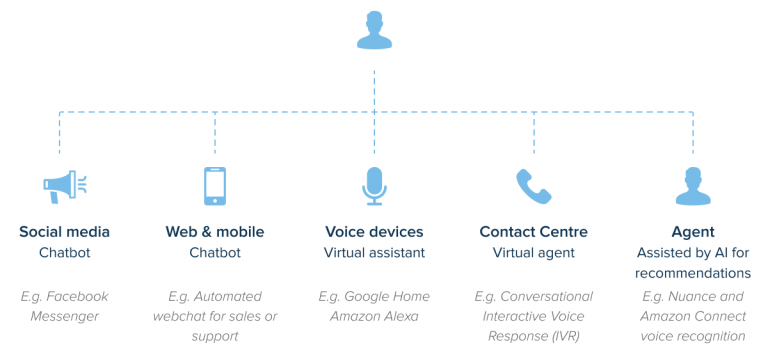 Social media
Chatbot
E.g. Facebook
Messenger
Web & mobile
Chatbot
E.g. Automated
webchat for sales or
support
Voice devices
Virtual assistant
E.g. Google Home
Amazon Alexa
Contact Centre
Virtual agent
E.g. Conversational
Interactive Voice
Response (IVR)
Agent
Assisted by AI for
recommendations
E.g. Nuance and
Amazon Connect
voice recognition